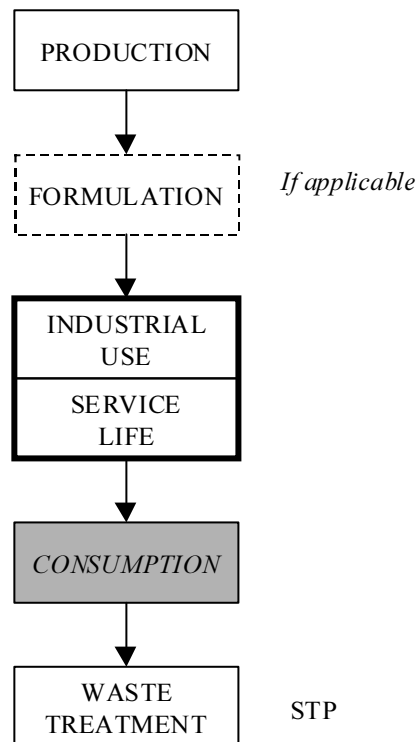 PRODUCTION
FORMULATION
If applicable
INDUSTRIAL
USE
SERVICE
LIFE
CONSUMPTION
WASTE
TREATMENT
STP